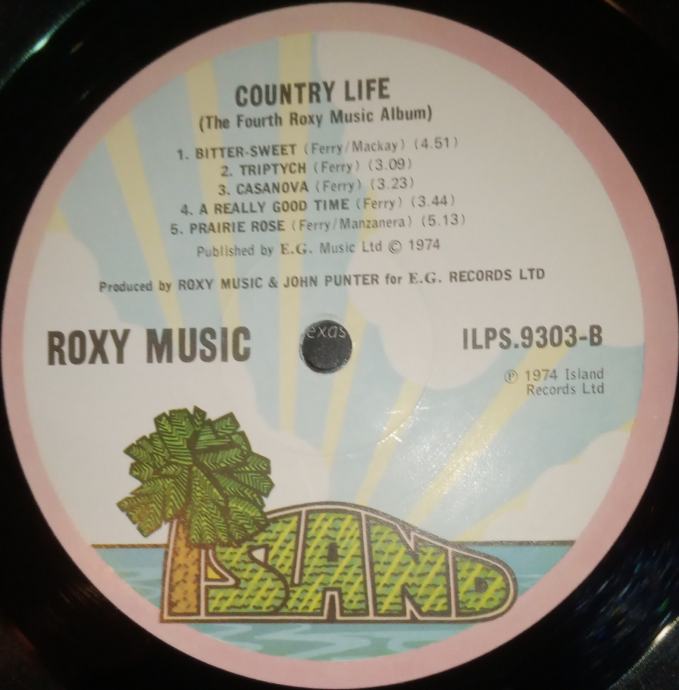 COUNTRY LIFE
(The Fourth Roxy Music Album)
1. BITTER-SWEET (Ferry/Mackay) (4.51)
2. TRIPTYCH (Ferry) (3.09)
3. CASANOVA (Ferry) (3.23)
4. A REALLY GOOD TIME (Ferry) (3.44)
5. PRAIRIE ROSE (Ferry/Manzanera) (5.13)
Published by E.G. Music Ltd © 1974
Produced by ROXY MUSIC & JOHN PUNTER for E.G. RECORDS LTD
exas
ROXY MUSIC
ILPS.9303-B
℗ 1974 Island
Records Ltd
ISLAND